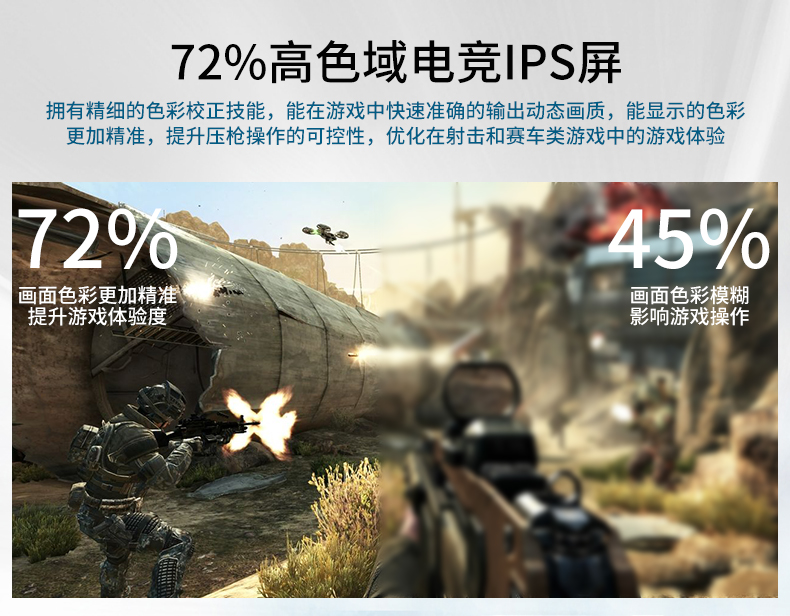 72%高色域电竞IPS屏
拥有精细的色彩校正技能，能在游戏中快速准确的输出动态画质，能显示的色彩
更加精准，提升压枪操作的可控性，优化在射击和赛车类游戏中的游戏体验
72%
画面色彩更加精准
提升游戏体验度
45%
画面色彩模糊
影响游戏操作